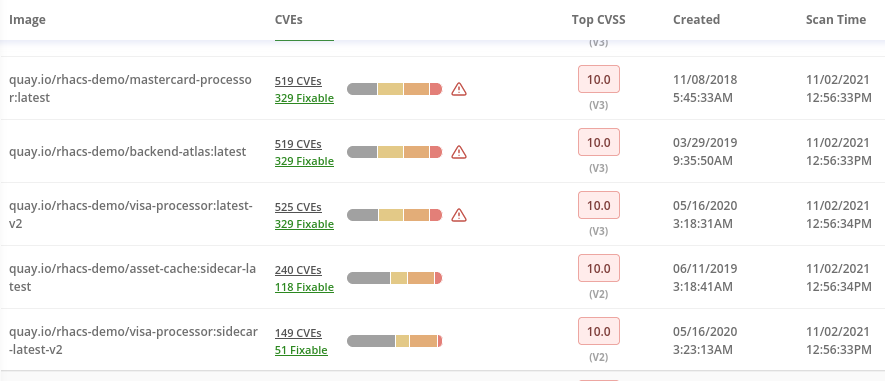 Image CVEs Top CVSS Created Scan Time
(V3)
quay.io/rhacs-demo/mastercard-processo
r:latest
519 CVEs
329 Fixable
10.0
(V3)
11/08/2018
5:45:33AM
11/02/2021
12:56:33PM
quay.io/rhacs-demo/backend-atlas:latest
519 CVEs
329 Fixable
10.0
(V3)
03/29/2019
9:35:50AM
11/02/2021
12:56:33PM
quay.io/rhacs-demo/visa-processor:latest-
v2
525 CVEs
329 Fixable
10.0
(V3)
05/16/2020
3:18:31AM
11/02/2021
12:56:34PM
quay.io/rhacs-demo/asset-cache:sidecar-la
test
240 CVEs
118 Fixable
10.0
(V2)
06/11/2019
3:18:41AM
11/02/2021
12:56:34PM
quay.io/rhacs-demo/visa-processor:sidecar
-latest-v2
149 CVEs
51 Fixable
10.0
(V2)
05/16/2020
3:23:13AM
11/02/2021
12:56:33PM